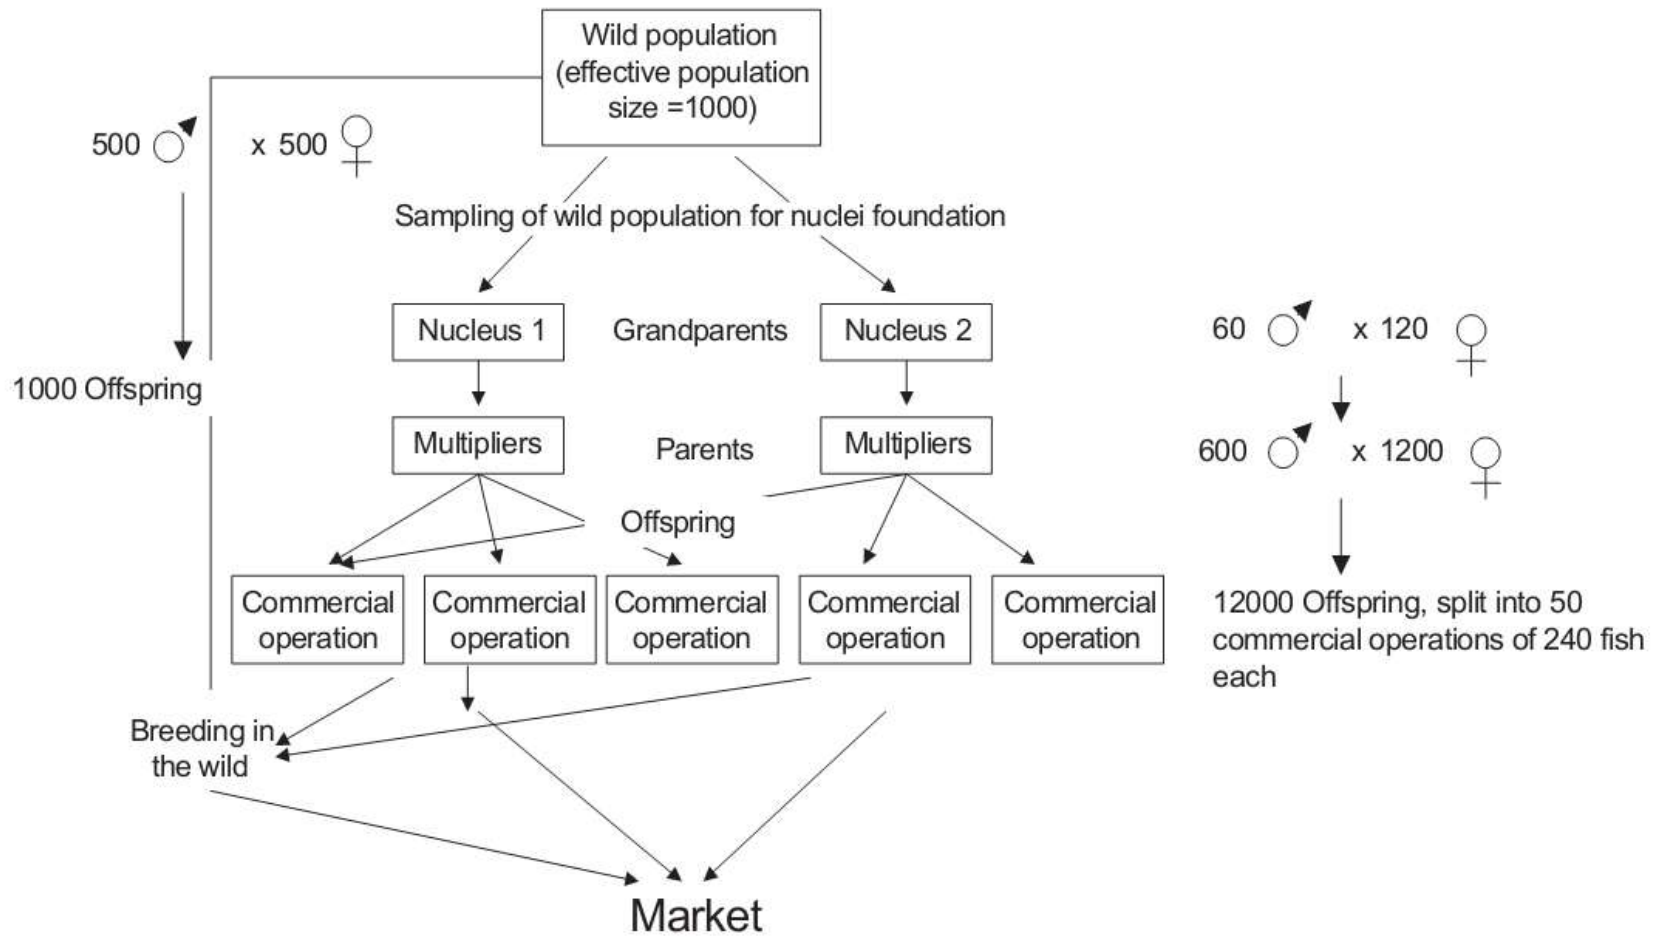 Wild population
(effective population
size =1000)
500
x 500
Sampling of wild population for nuclei foundation
Nucleus 1
Grandparents
Nucleus 2
60
x 120
1000 Offspring
Multipliers
Parents
Multipliers
600
x 1200
Offspring
Commercial
operation
Commercial
operation
Commercial
operation
Commercial
operation
Commercial
operation
12000 Offspring, split into 50
commercial operations of 240 fish
each
Breeding in
the wild
Market